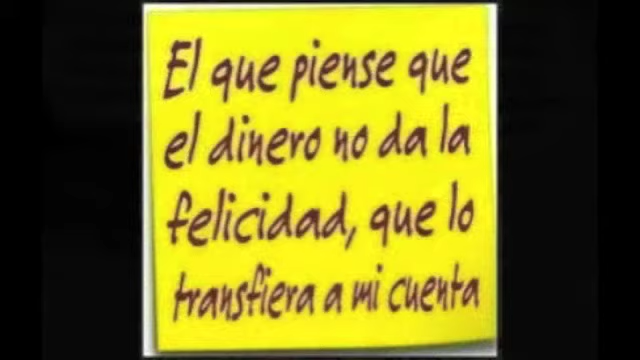 El que piense que
el dinero no da la
felicidad, que lo
transfiera a mi cuenta